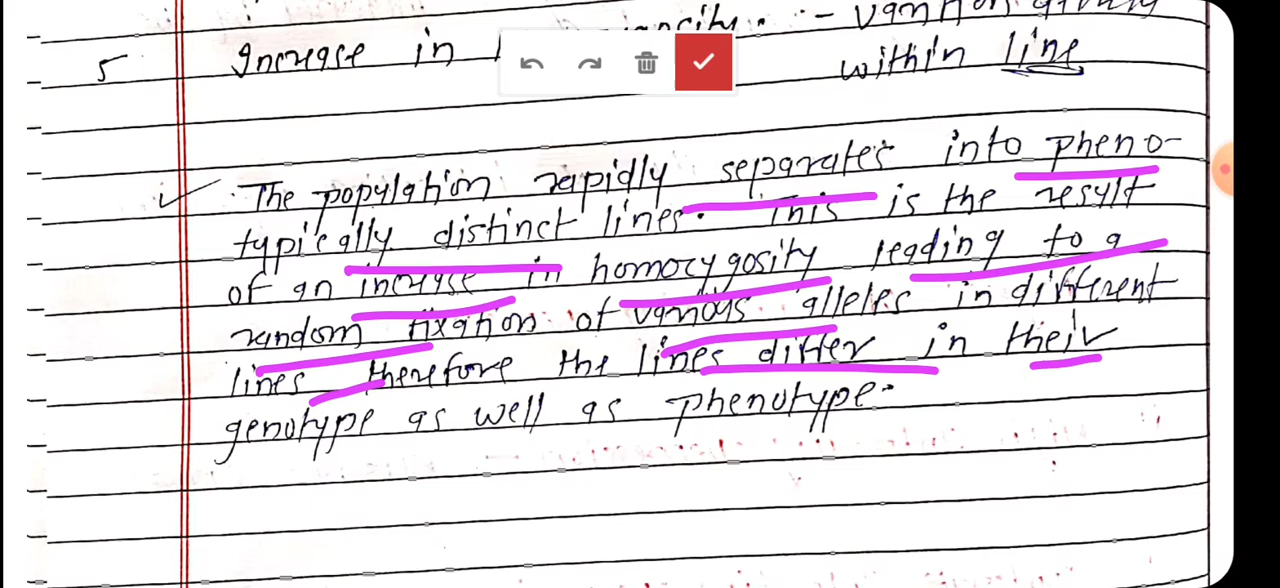 5 Increase in
within line
The population rapidly separates into pheno-
typically distinct lines. This is the result
of an increase in homozygosity leading to a
random fixation of various alleles in different
lines therefore the lines differ in their
genotype as well as phenotype.